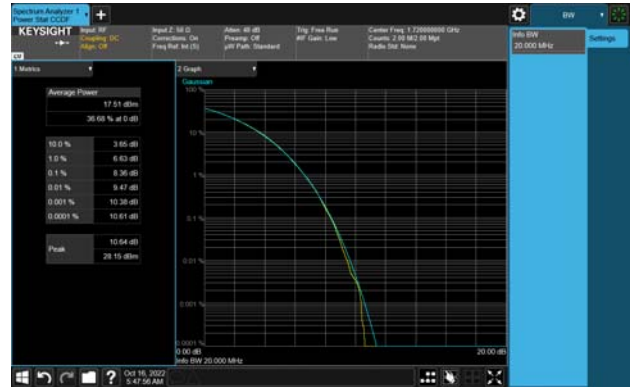 Spectrum Analyzer 1
Power Stat CCDF
+
BW
KEYSIGHT
Input: RF
Coupling: DC
Align: Off
Input Z: 50 Ω
Corrections: On
Freq Ref: Int (S)
Atten: 40 dB
Preamp: Off
µW Path: Standard
Trig: Free Run
#IF Gain: Low
Center Freq: 1.720000000 GHz
Counts: 2.00 M/2.00 Mpt
Radio Std: None
Info BW
20.000 MHz
Settings
1 Metrics
2 Graph
Average Power
17.51 dBm
36.68 % at 0 dB
10.0 % 3.65 dB
1.0 % 6.63 dB
0.1 % 8.36 dB
0.01 % 9.47 dB
0.001 % 10.38 dB
0.0001 % 10.61 dB
Peak
10.64 dB
28.15 dBm
Gaussian
100 %
10 %
1 %
0.1 %
0.01 %
0.001 %
0.0001 %
0.00 dB
20.00 dB
Info BW 20.000 MHz
?
Oct 16, 2022
5:47:56 AM